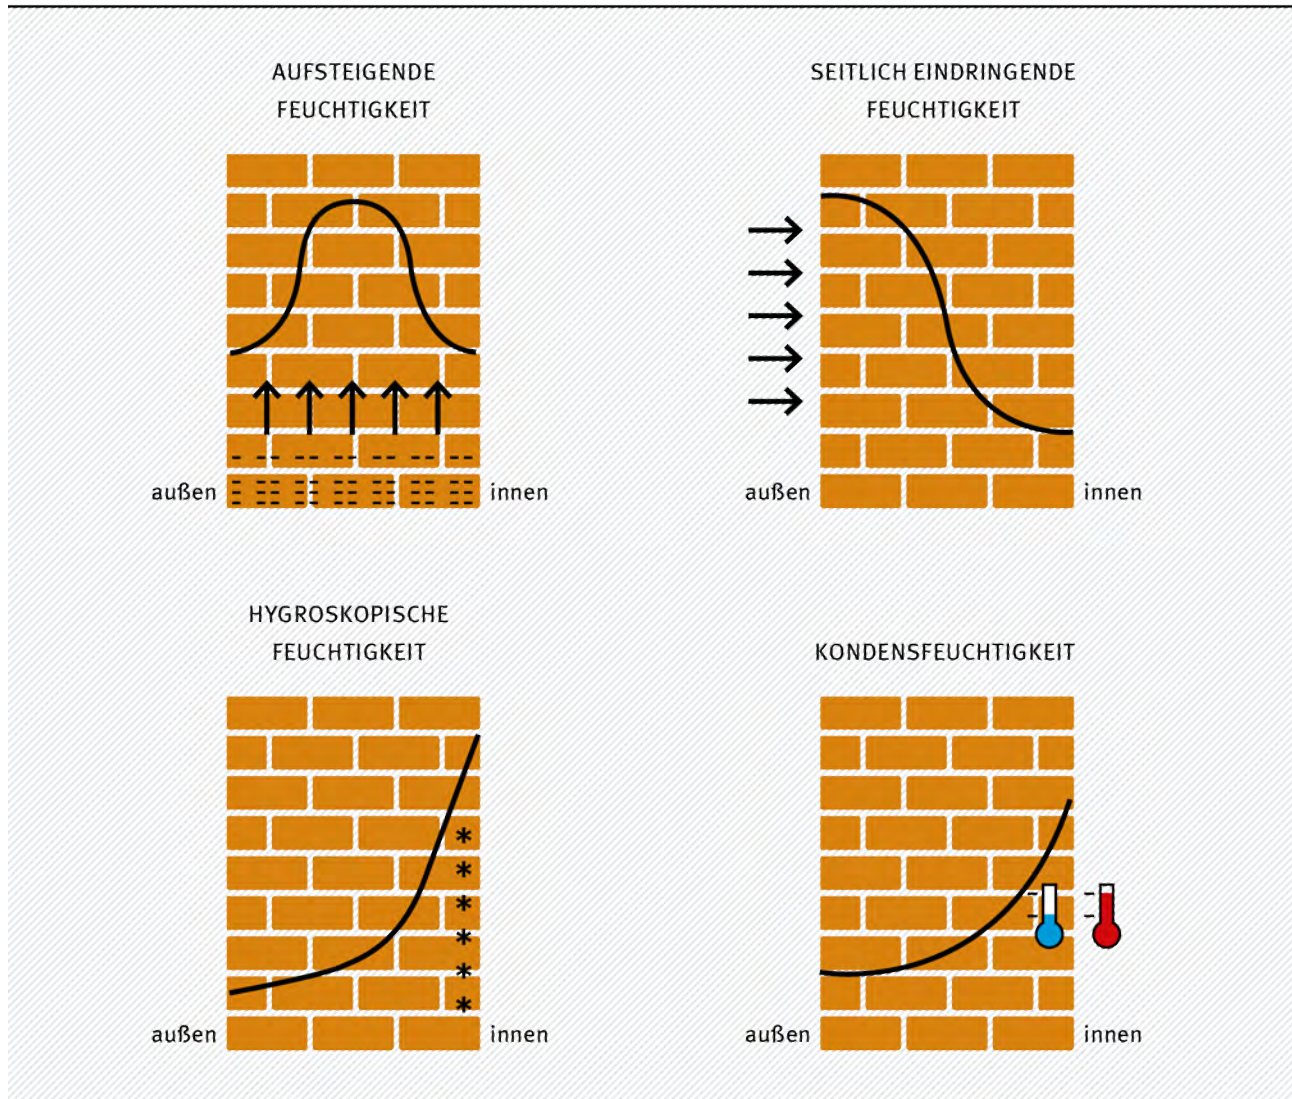 AUFSTEIGENDE
FEUCHTIGKEIT
SEITLICH EINDRINGENDE
FEUCHTIGKEIT
außen
innen
außen
innen
HYGROSKOPISCHE
FEUCHTIGKEIT
KONDENSFEUCHTIGKEIT
außen
innen
außen
innen